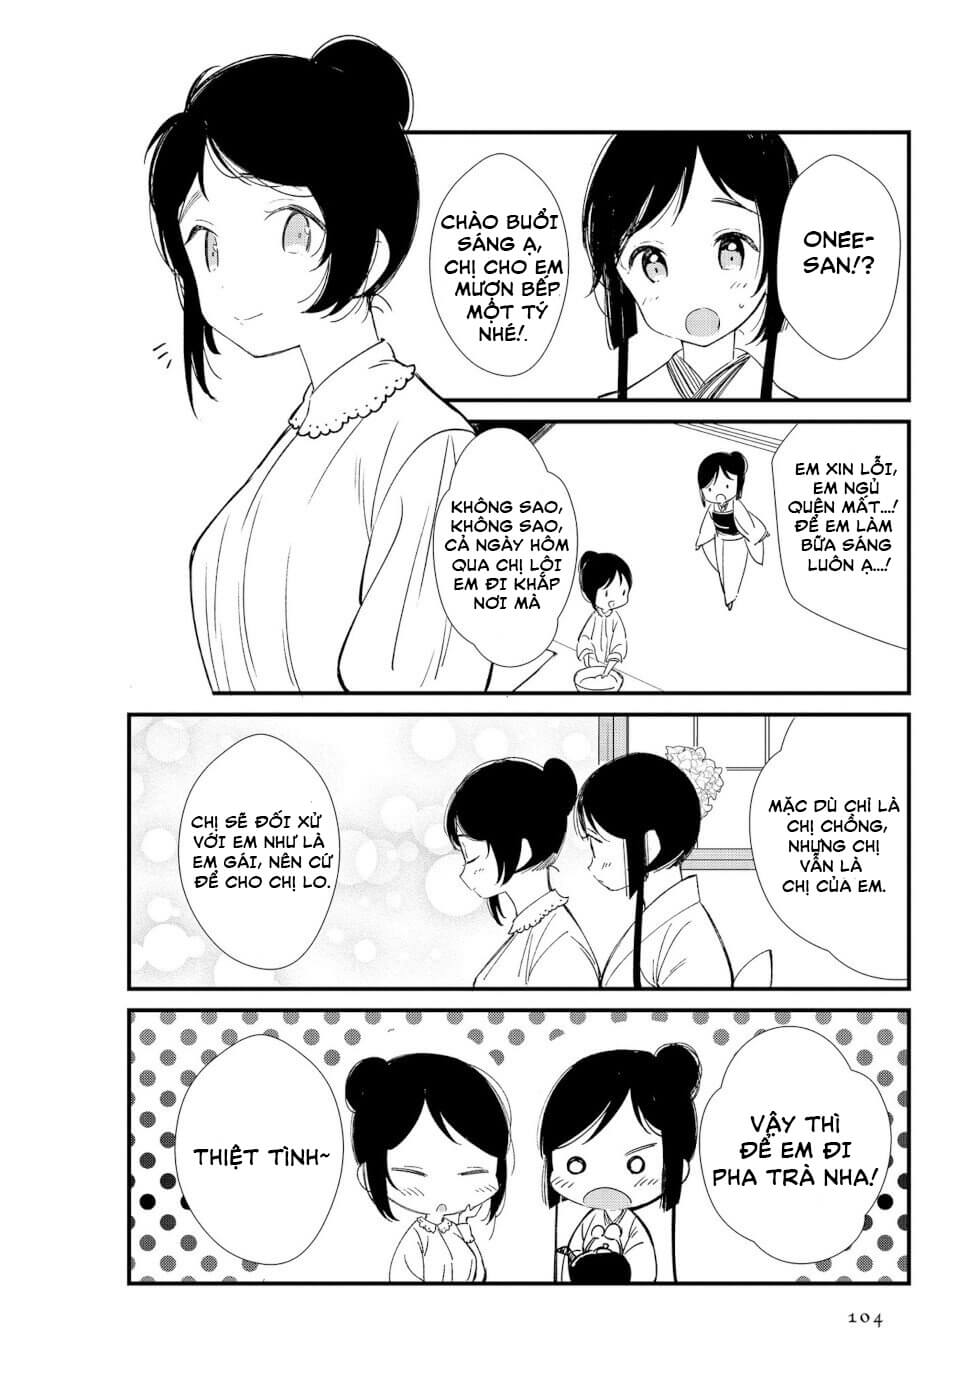 ONEE-
SAN!?
CHÀO BUỔI
SÁNG Ạ,
CHỊ CHO EM
MƯỢN BẾP
MỘT TÝ
NHÉ!.
EM XIN LỖI,
EM NGỦ
QUÊN MẤT...!
ĐỂ EM LÀM
BỮA SÁNG
LUÔN Ạ...!
KHÔNG SAO,
KHÔNG SAO,
CẢ NGÀY HÔM
QUA CHỊ LÔI
EM ĐI KHẮP
NƠI MÀ
MẶC DÙ CHỈ LÀ
CHỊ CHỒNG,
NHƯNG CHỊ
VẪN LÀ
CHỊ CỦA EM.
CHỊ SẼ ĐỐI XỬ
VỚI EM NHƯ LÀ
EM GÁI, NÊN CỨ
ĐỂ CHO CHỊ LO.
VẬY THÌ
ĐỂ EM ĐI
PHA TRÀ NHA!
THIỆT TÌNH~
104